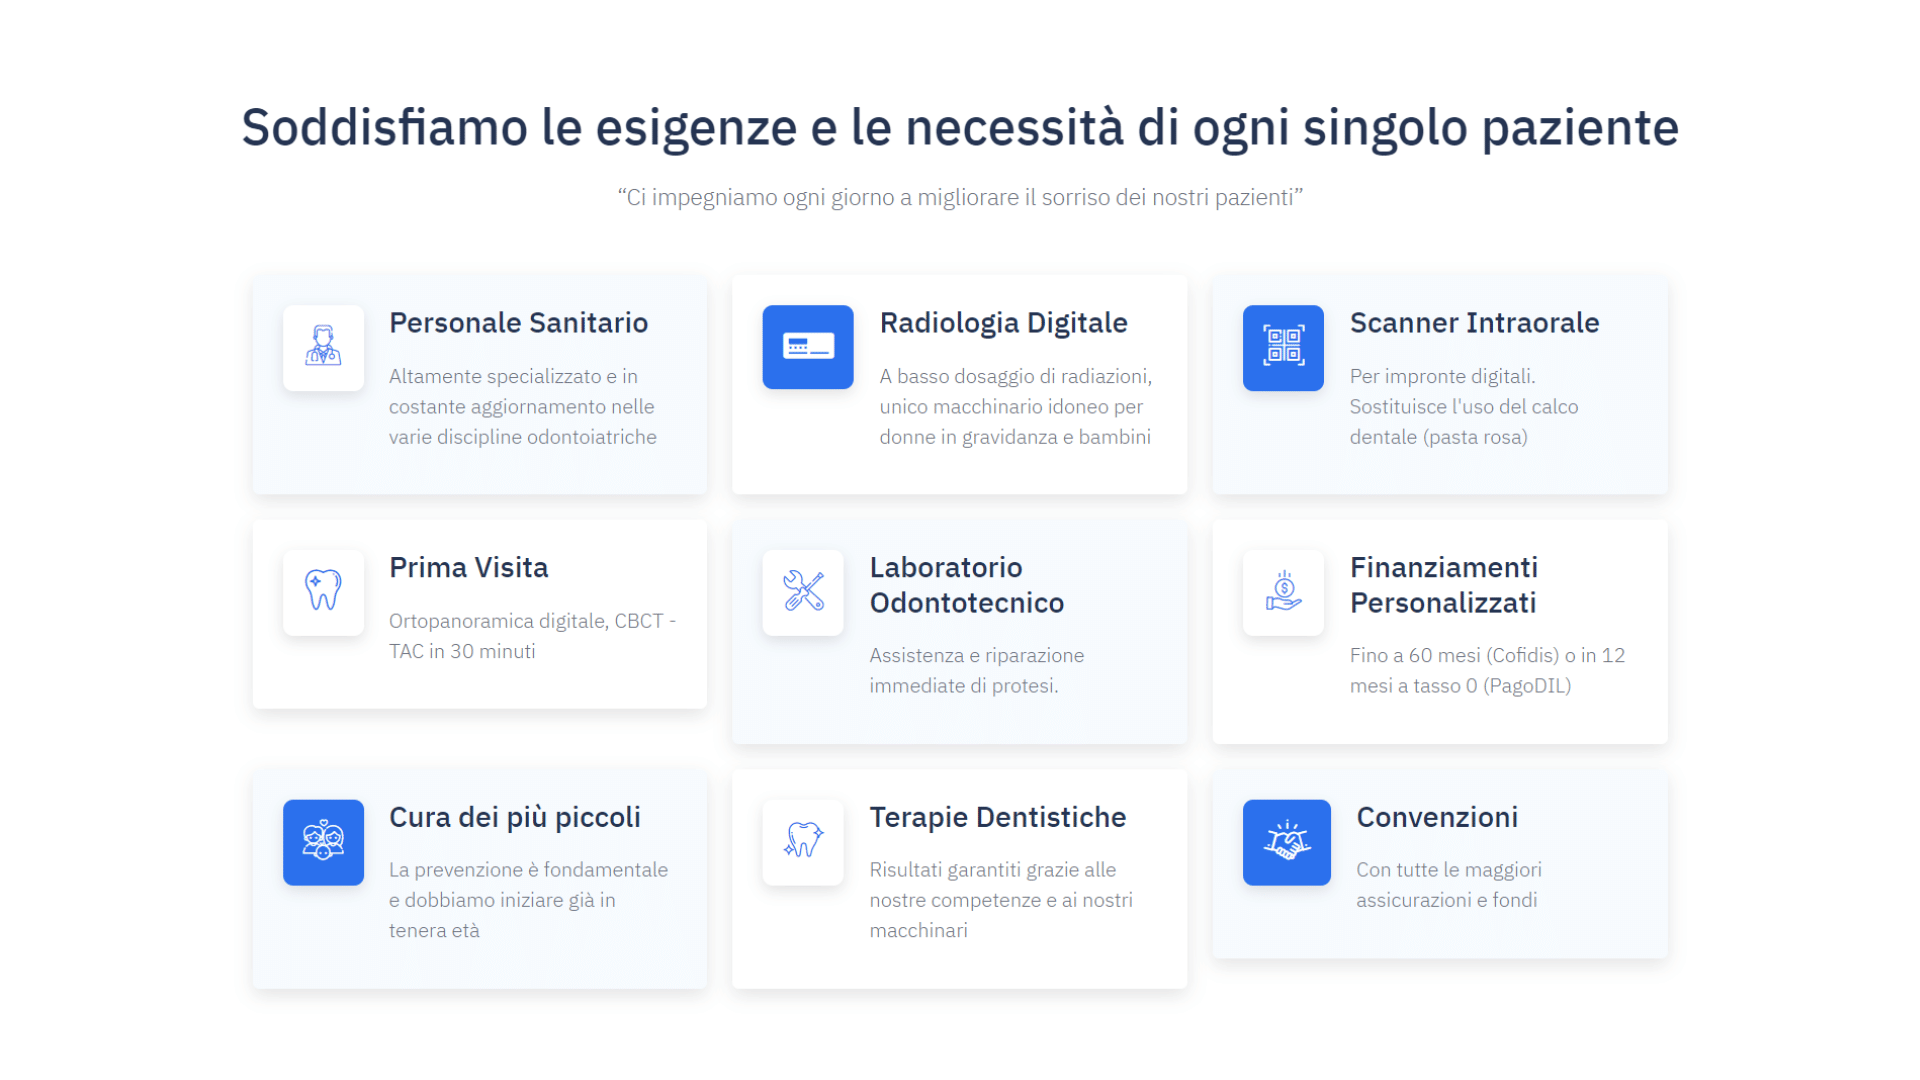 Soddisfiamo le esigenze e le necessità di ogni singolo paziente
“Ci impegniamo ogni giorno a migliorare il sorriso dei nostri pazienti”
Personale Sanitario
Altamente specializzato e in
costante aggiornamento nelle
varie discipline odontoiatriche
Radiologia Digitale
A basso dosaggio di radiazioni,
unico macchinario idoneo per
donne in gravidanza e bambini
Scanner Intraorale
Per impronte digitali.
Sostituisce l'uso del calco
dentale (pasta rosa)
Prima Visita
Ortopanoramica digitale, CBCT -
TAC in 30 minuti
Laboratorio
Odontotecnico
Assistenza e riparazione
immediate di protesi.
Finanziamenti
Personalizzati
Fino a 60 mesi (Cofidis) o in 12
mesi a tasso 0 (PagoDIL)
Cura dei più piccoli
La prevenzione è fondamentale
e dobbiamo iniziare già in
tenera età
Terapie Dentistiche
Risultati garantiti grazie alle
nostre competenze e ai nostri
macchinari
Convenzioni
Con tutte le maggiori
assicurazioni e fondi